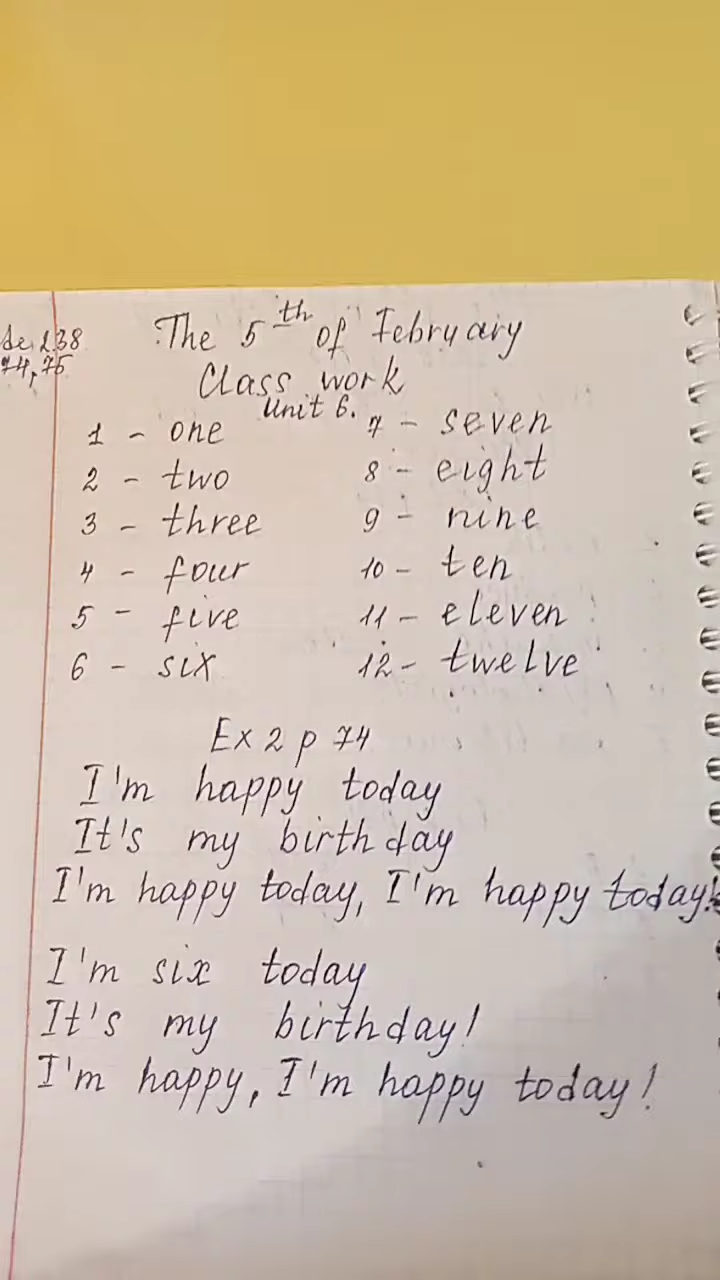 The 5th of February
Class work
Unit 6.
1 - one
2 - two
3 - three
4 - four
5 - five
6 - six
7 - seven
8 - eight
9 - nine
10 - ten
11 - eleven
12 - twelve
Ex 2 p 74
I'm happy today
It's my birthday
I'm happy today, I'm happy today!
I'm six today
It's my birthday!
I'm happy, I'm happy today!
74, 75